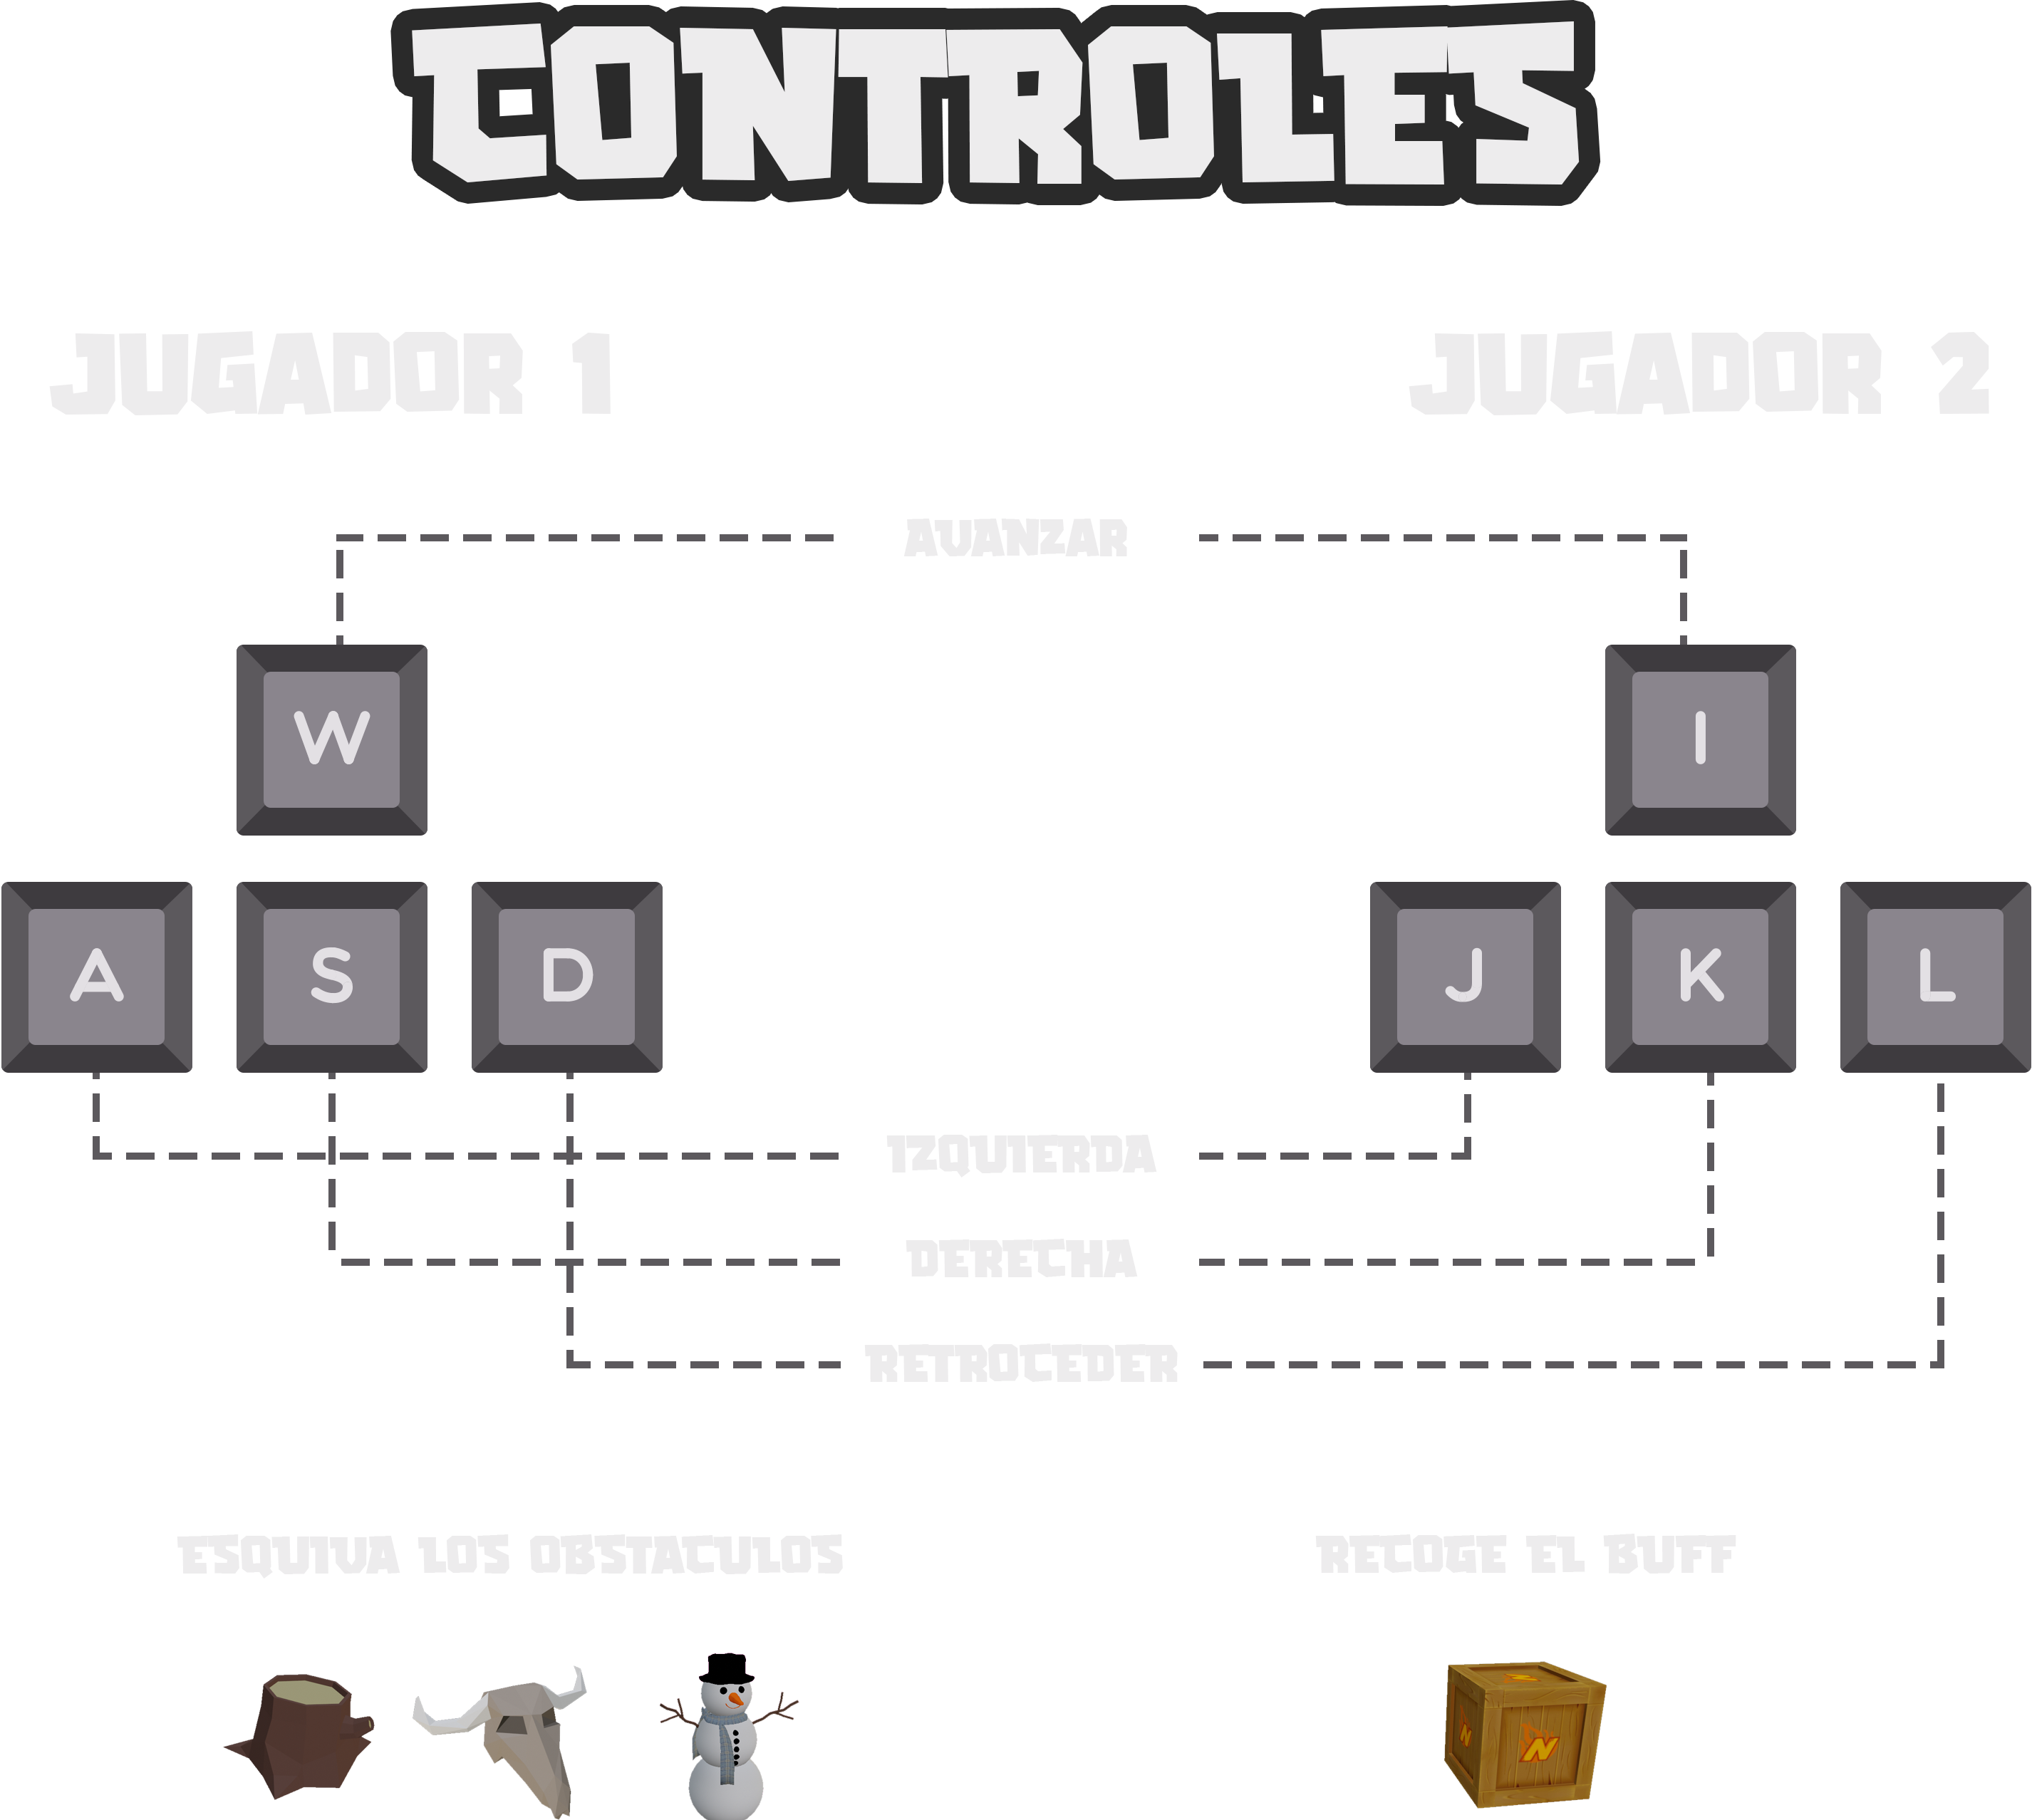 CONTROLES
JUGADOR 1
JUGADOR 2
AVANZAR
W
I
A S D
J K L
IZQUIERDA
DERECHA
RETROCEDER
ESQUIVA LOS OBSTACULOS
RECOGE EL BUFF
N